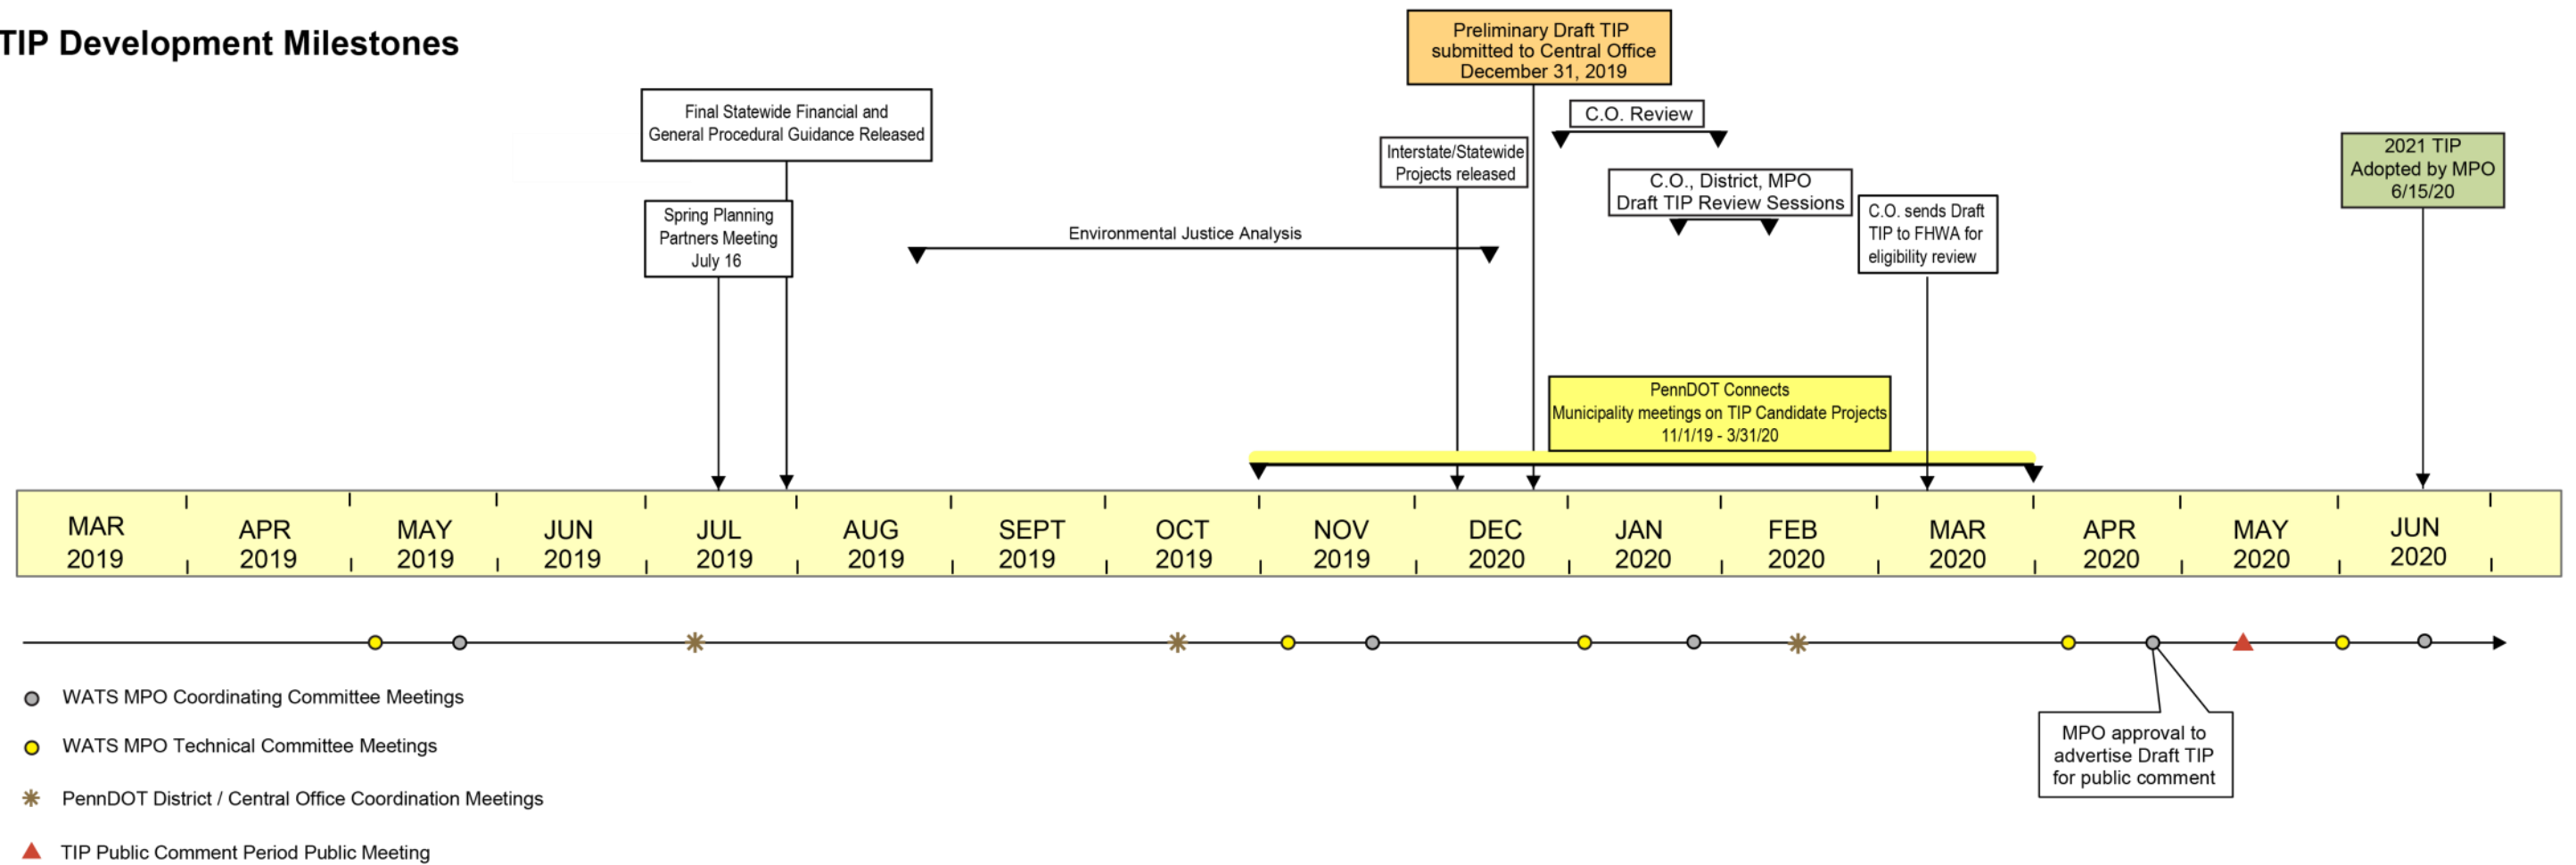 TIP Development Milestones
Preliminary Draft TIP
submitted to Central Office
December 31, 2019
Final Statewide Financial and
General Procedural Guidance Released
C.O. Review
Interstate/Statewide
Projects released
2021 TIP
Adopted by MPO
6/15/20
C.O., District, MPO
Draft TIP Review Sessions
Spring Planning
Partners Meeting
July 16
C.O. sends Draft
TIP to FHWA for
eligibility review
Environmental Justice Analysis
PennDOT Connects
Municipality meetings on TIP Candidate Projects
11/1/19 - 3/31/20
MAR
2019
APR
2019
MAY
2019
JUN
2019
JUL
2019
AUG
2019
SEPT
2019
OCT
2019
NOV
2019
DEC
2020
JAN
2020
FEB
2020
MAR
2020
APR
2020
MAY
2020
JUN
2020
WATS MPO Coordinating Committee Meetings
WATS MPO Technical Committee Meetings
PennDOT District / Central Office Coordination Meetings
TIP Public Comment Period Public Meeting
MPO approval to
advertise Draft TIP
for public comment